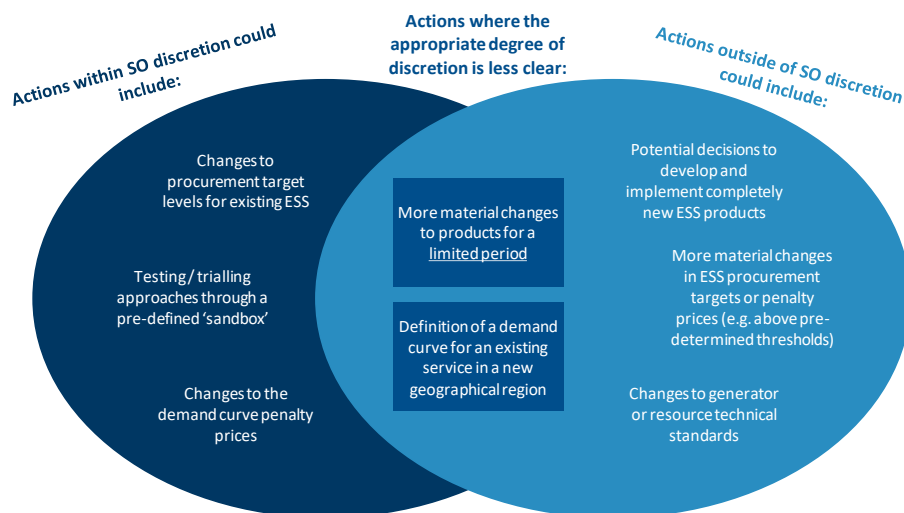 Actions within SO discretion could
include:
Changes to
procurement target
levels for existing ESS
Testing / trialling
approaches through a
pre-defined ‘sandbox’
Changes to the
demand curve penalty
prices
Actions where the
appropriate degree of
discretion is less clear:
More material changes
to products for a
limited period
Definition of a demand
curve for an existing
service in a new
geographical region
Actions outside of SO discretion
could include:
Potential decisions to
develop and
implement completely
new ESS products
More material changes
in ESS procurement
targets or penalty
prices (e.g. above pre-
determined thresholds)
Changes to generator
or resource technical
standards